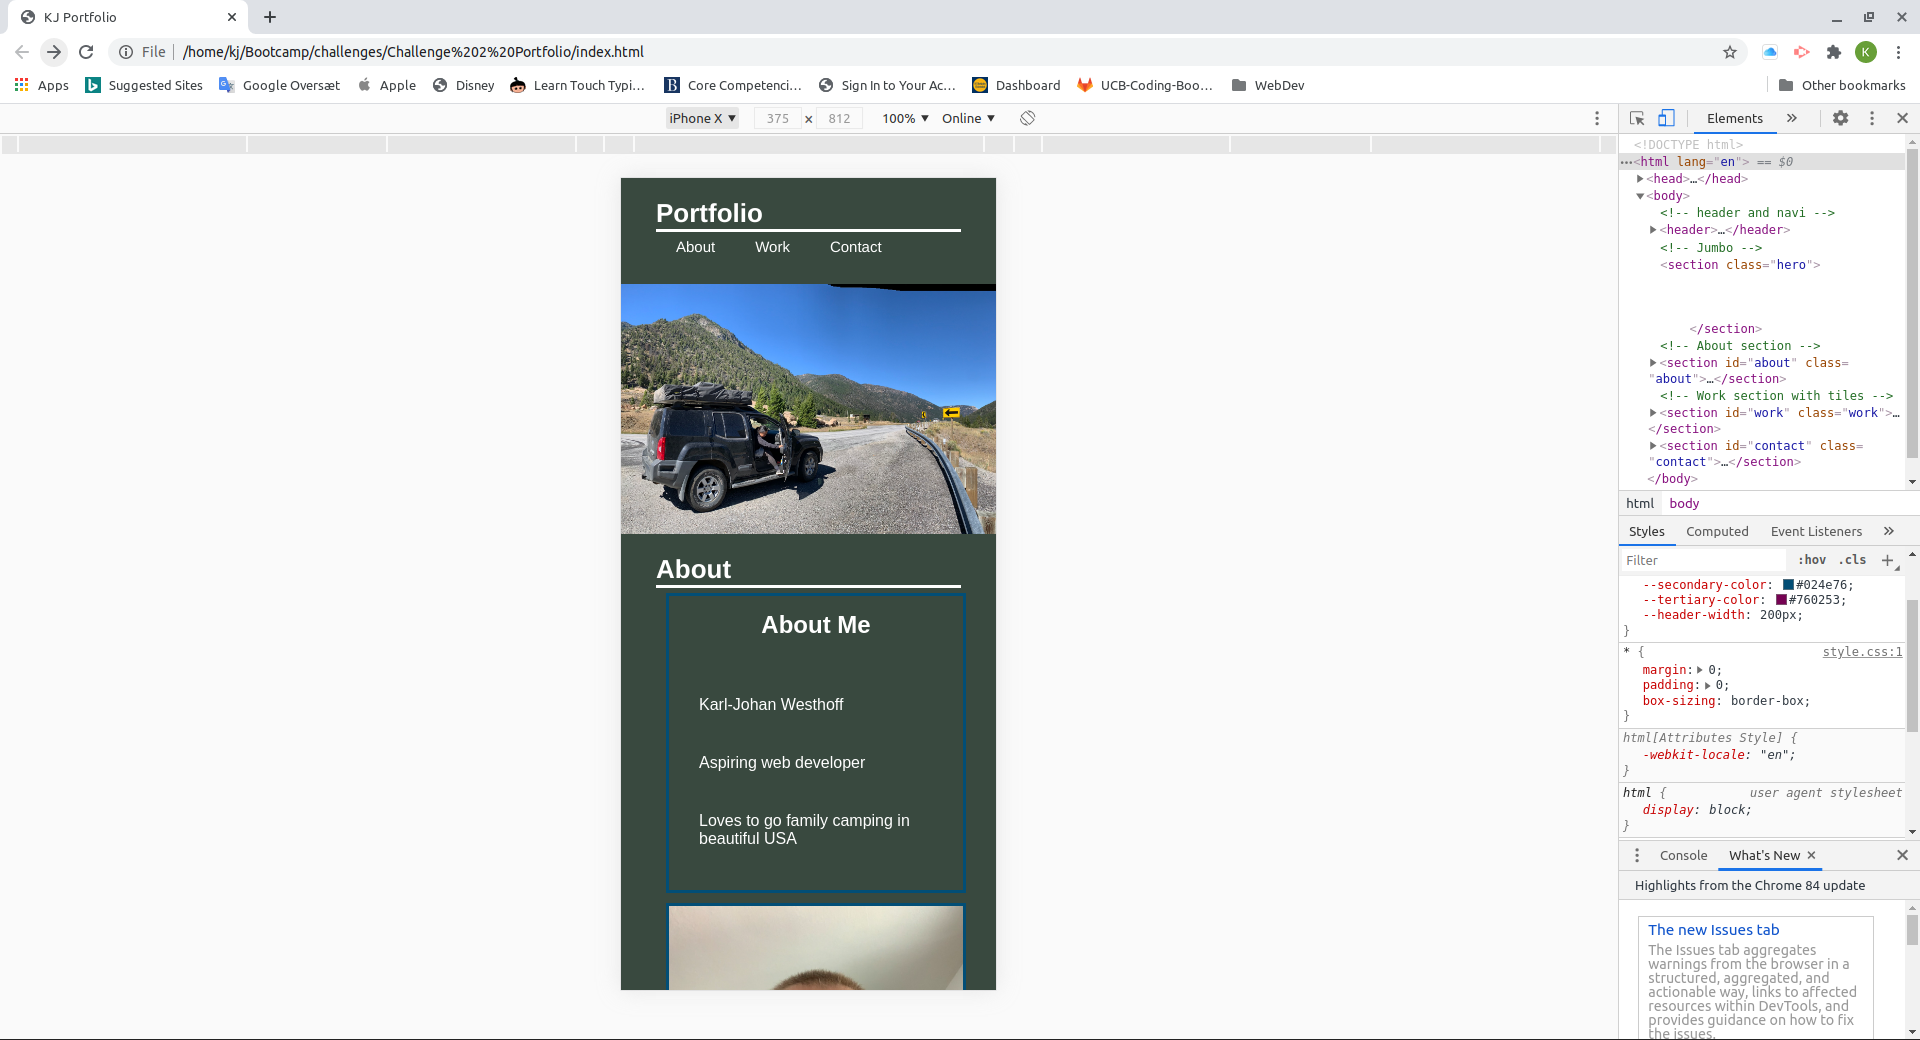 KJ Portfolio
File /home/kj/Bootcamp/challenges/Challenge%202%20Portfolio/index.html
K
Apps Suggested Sites Google Oversæt Apple Disney Learn Touch Typi… Core Competenci… Sign In to Your Ac… Dashboard UCB-Coding-Boo… WebDev Other bookmarks
iPhone X ▼ 375 × 812 100% ▼ Online ▼
Portfolio
About Work Contact
About
About Me
Karl-Johan Westhoff
Aspiring web developer
Loves to go family camping in
beautiful USA
Elements
<!DOCTYPE html>
…<html lang="en"> == $0
<head>…</head>
<body>
<!-- header and navi -->
<header>…</header>
<!-- Jumbo -->
<section class="hero">
</section>
<!-- About section -->
<section id="about" class=
"about">…</section>
<!-- Work section with tiles -->
<section id="work" class="work">…
</section>
<section id="contact" class=
"contact">…</section>
</body>
html body
Styles Computed Event Listeners
Filter :hov .cls
--secondary-color: #024e76;
--tertiary-color: #760253;
--header-width: 200px;
}
* { style.css:1
margin: 0;
padding: 0;
box-sizing: border-box;
}
html[Attributes Style] {
-webkit-locale: "en";
}
html { user agent stylesheet
display: block;
}
Console What's New
Highlights from the Chrome 84 update
The new Issues tab
The Issues tab aggregates
warnings from the browser in a
structured, aggregated, and
actionable way, links to affected
resources within DevTools, and
provides guidance on how to fix
the issues.